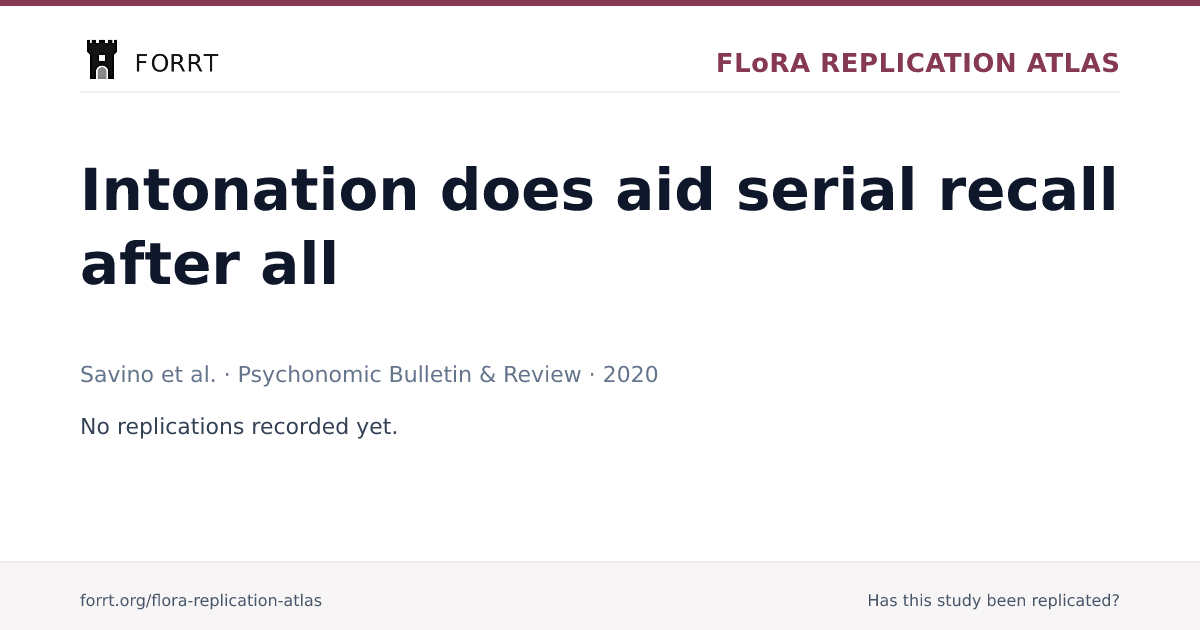 FORRT
FLoRA REPLICATION ATLAS
Intonation does aid serial recall
after all
Savino et al. · Psychonomic Bulletin & Review · 2020
No replications recorded yet.
forrt.org/flora-replication-atlas
Has this study been replicated?